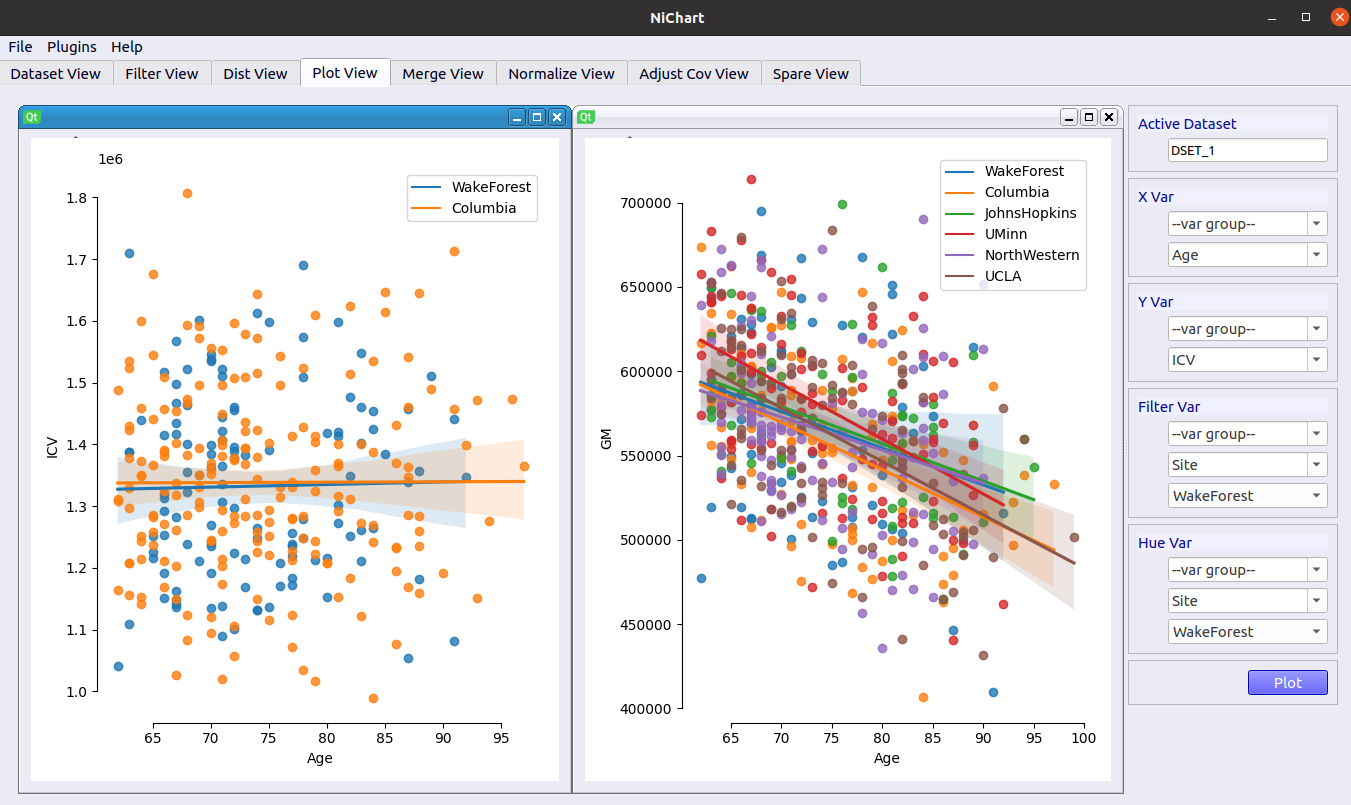 NiChart
File Plugins Help
Dataset View Filter View Dist View Plot View Merge View Normalize View Adjust Cov View Spare View
Qt
1e6
1.8
1.7
1.6
1.5
1.4
1.3
1.2
1.1
1.0
ICV
65 70 75 80 85 90 95
Age
WakeForest
Columbia
Qt
700000
650000
600000
550000
500000
450000
400000
GM
65 70 75 80 85 90 95 100
Age
WakeForest
Columbia
JohnsHopkins
UMinn
NorthWestern
UCLA
Active Dataset
DSET_1
X Var
--var group--
Age
Y Var
--var group--
ICV
Filter Var
--var group--
Site
WakeForest
Hue Var
--var group--
Site
WakeForest
Plot